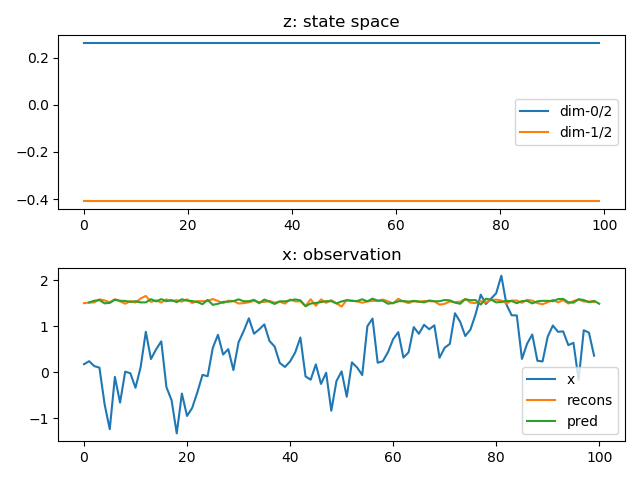 z: state space
0.2
0.0
−0.2
−0.4
dim-0/2
dim-1/2
0 20 40 60 80 100
x: observation
2
1
0
−1
x
recons
pred
0 20 40 60 80 100